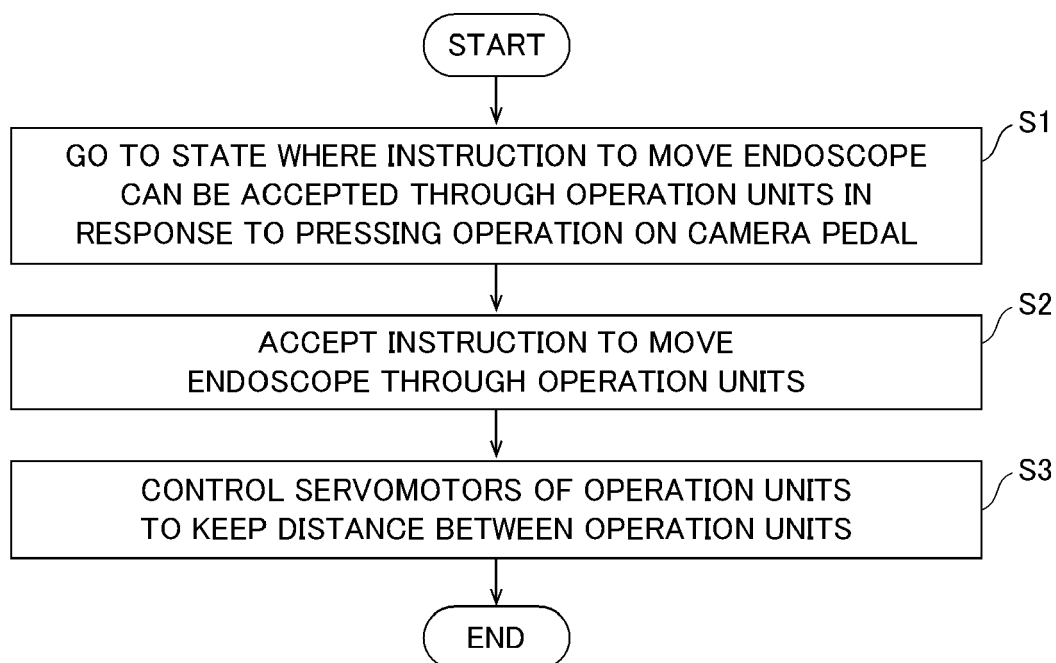 START
S1
GO TO STATE WHERE INSTRUCTION TO MOVE ENDOSCOPE
CAN BE ACCEPTED THROUGH OPERATION UNITS IN
RESPONSE TO PRESSING OPERATION ON CAMERA PEDAL
S2
ACCEPT INSTRUCTION TO MOVE
ENDOSCOPE THROUGH OPERATION UNITS
S3
CONTROL SERVOMOTORS OF OPERATION UNITS
TO KEEP DISTANCE BETWEEN OPERATION UNITS
END